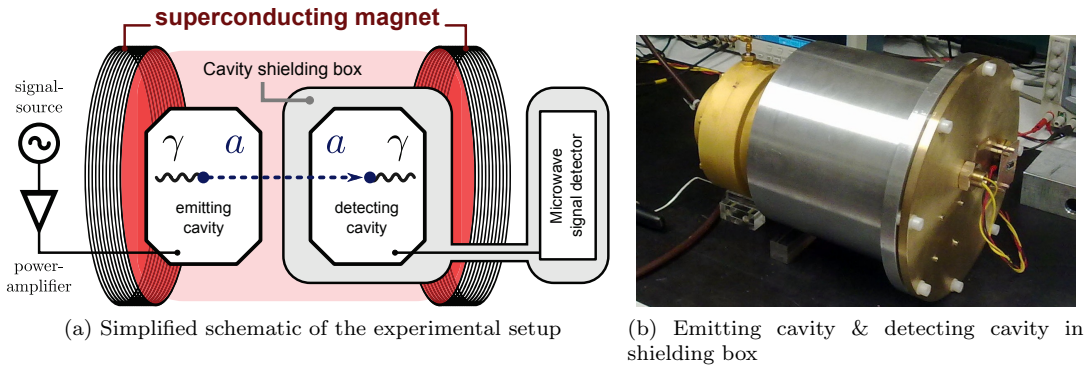 superconducting magnet
Cavity shielding box
signal-
source
γ a
a γ
emitting
cavity
detecting
cavity
Microwave
signal detector
power-
amplifier
(a) Simplified schematic of the experimental setup
(b) Emitting cavity & detecting cavity in
shielding box